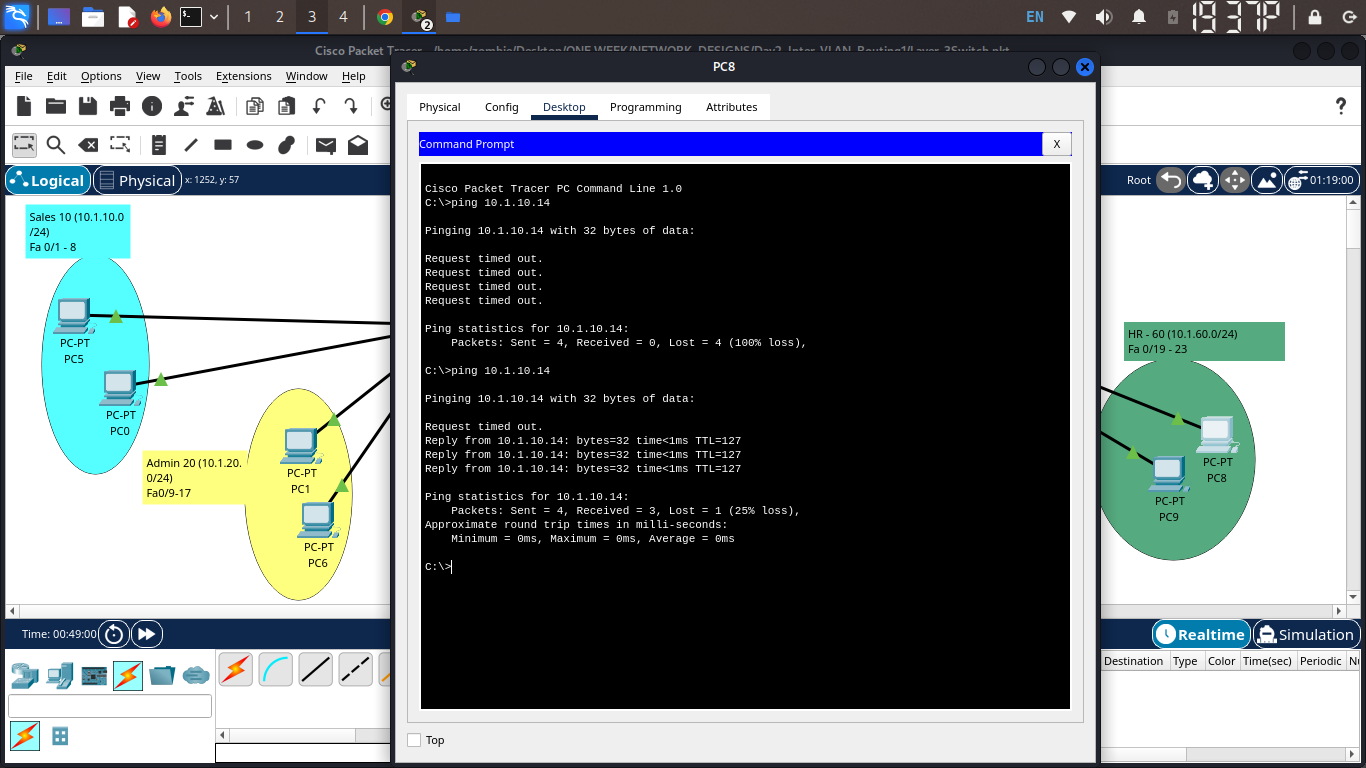 1 2 3 4 2 EN 19 37P
Cisco Packet Tracer - /home/zombie/Desktop/ONE WEEK/NETWORK_DESIGNS/Day2_Inter_VLAN_Routing1/Layer_3Switch.pkt
PC8
File Edit Options View Tools Extensions Window Help
Physical Config Desktop Programming Attributes
?
Command Prompt X
Logical Physical x: 1252, y: 57
Root 01:19:00
Sales 10 (10.1.10.0
/24)
Fa 0/1 - 8
PC-PT
PC5
PC-PT
PC0
Admin 20 (10.1.20.
0/24)
Fa0/9-17
PC-PT
PC1
PC-PT
PC6
Cisco Packet Tracer PC Command Line 1.0
C:\>ping 10.1.10.14
Pinging 10.1.10.14 with 32 bytes of data:
Request timed out.
Request timed out.
Request timed out.
Request timed out.
Ping statistics for 10.1.10.14:
Packets: Sent = 4, Received = 0, Lost = 4 (100% loss),
C:\>ping 10.1.10.14
Pinging 10.1.10.14 with 32 bytes of data:
Request timed out.
Reply from 10.1.10.14: bytes=32 time<1ms TTL=127
Reply from 10.1.10.14: bytes=32 time<1ms TTL=127
Reply from 10.1.10.14: bytes=32 time<1ms TTL=127
Ping statistics for 10.1.10.14:
Packets: Sent = 4, Received = 3, Lost = 1 (25% loss),
Approximate round trip times in milli-seconds:
Minimum = 0ms, Maximum = 0ms, Average = 0ms
C:\>
HR - 60 (10.1.60.0/24)
Fa 0/19 - 23
PC-PT
PC8
PC-PT
PC9
Time: 00:49:00
Realtime Simulation
Destination Type Color Time(sec) Periodic
Top